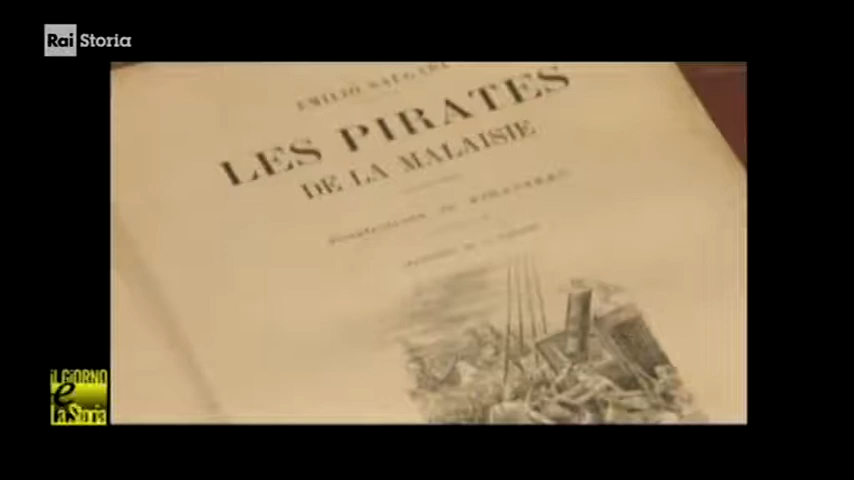 Rai Storia
EMILIO SALGARI
LES PIRATES
DE LA MALAISIE
iL GiORNO
e
La Storia